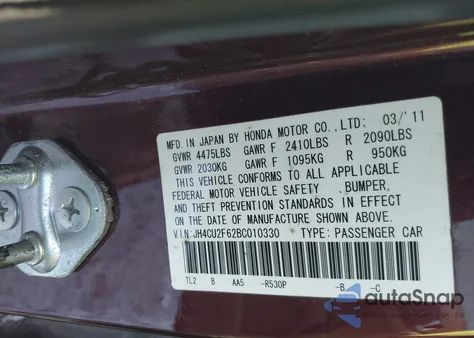 MFD. IN JAPAN BY HONDA MOTOR CO.,LTD: 03/'11
GVWR 4475LBS GAWR F 2410LBS R 2090LBS
GVWR 2030KG GAWR F 1095KG R 950KG
THIS VEHICLE CONFORMS TO ALL APPLICABLE
FEDERAL MOTOR VEHICLE SAFETY ,BUMPER,
AND THEFT PREVENTION STANDARDS IN EFFECT
ON THE DATE OF MANUFACTURE SHOWN ABOVE.
V.I.N:JH4CU2F62BC010330 TYPE: PASSENGER CAR
TL2 B AA5 -R530P -B -C
autoSnap